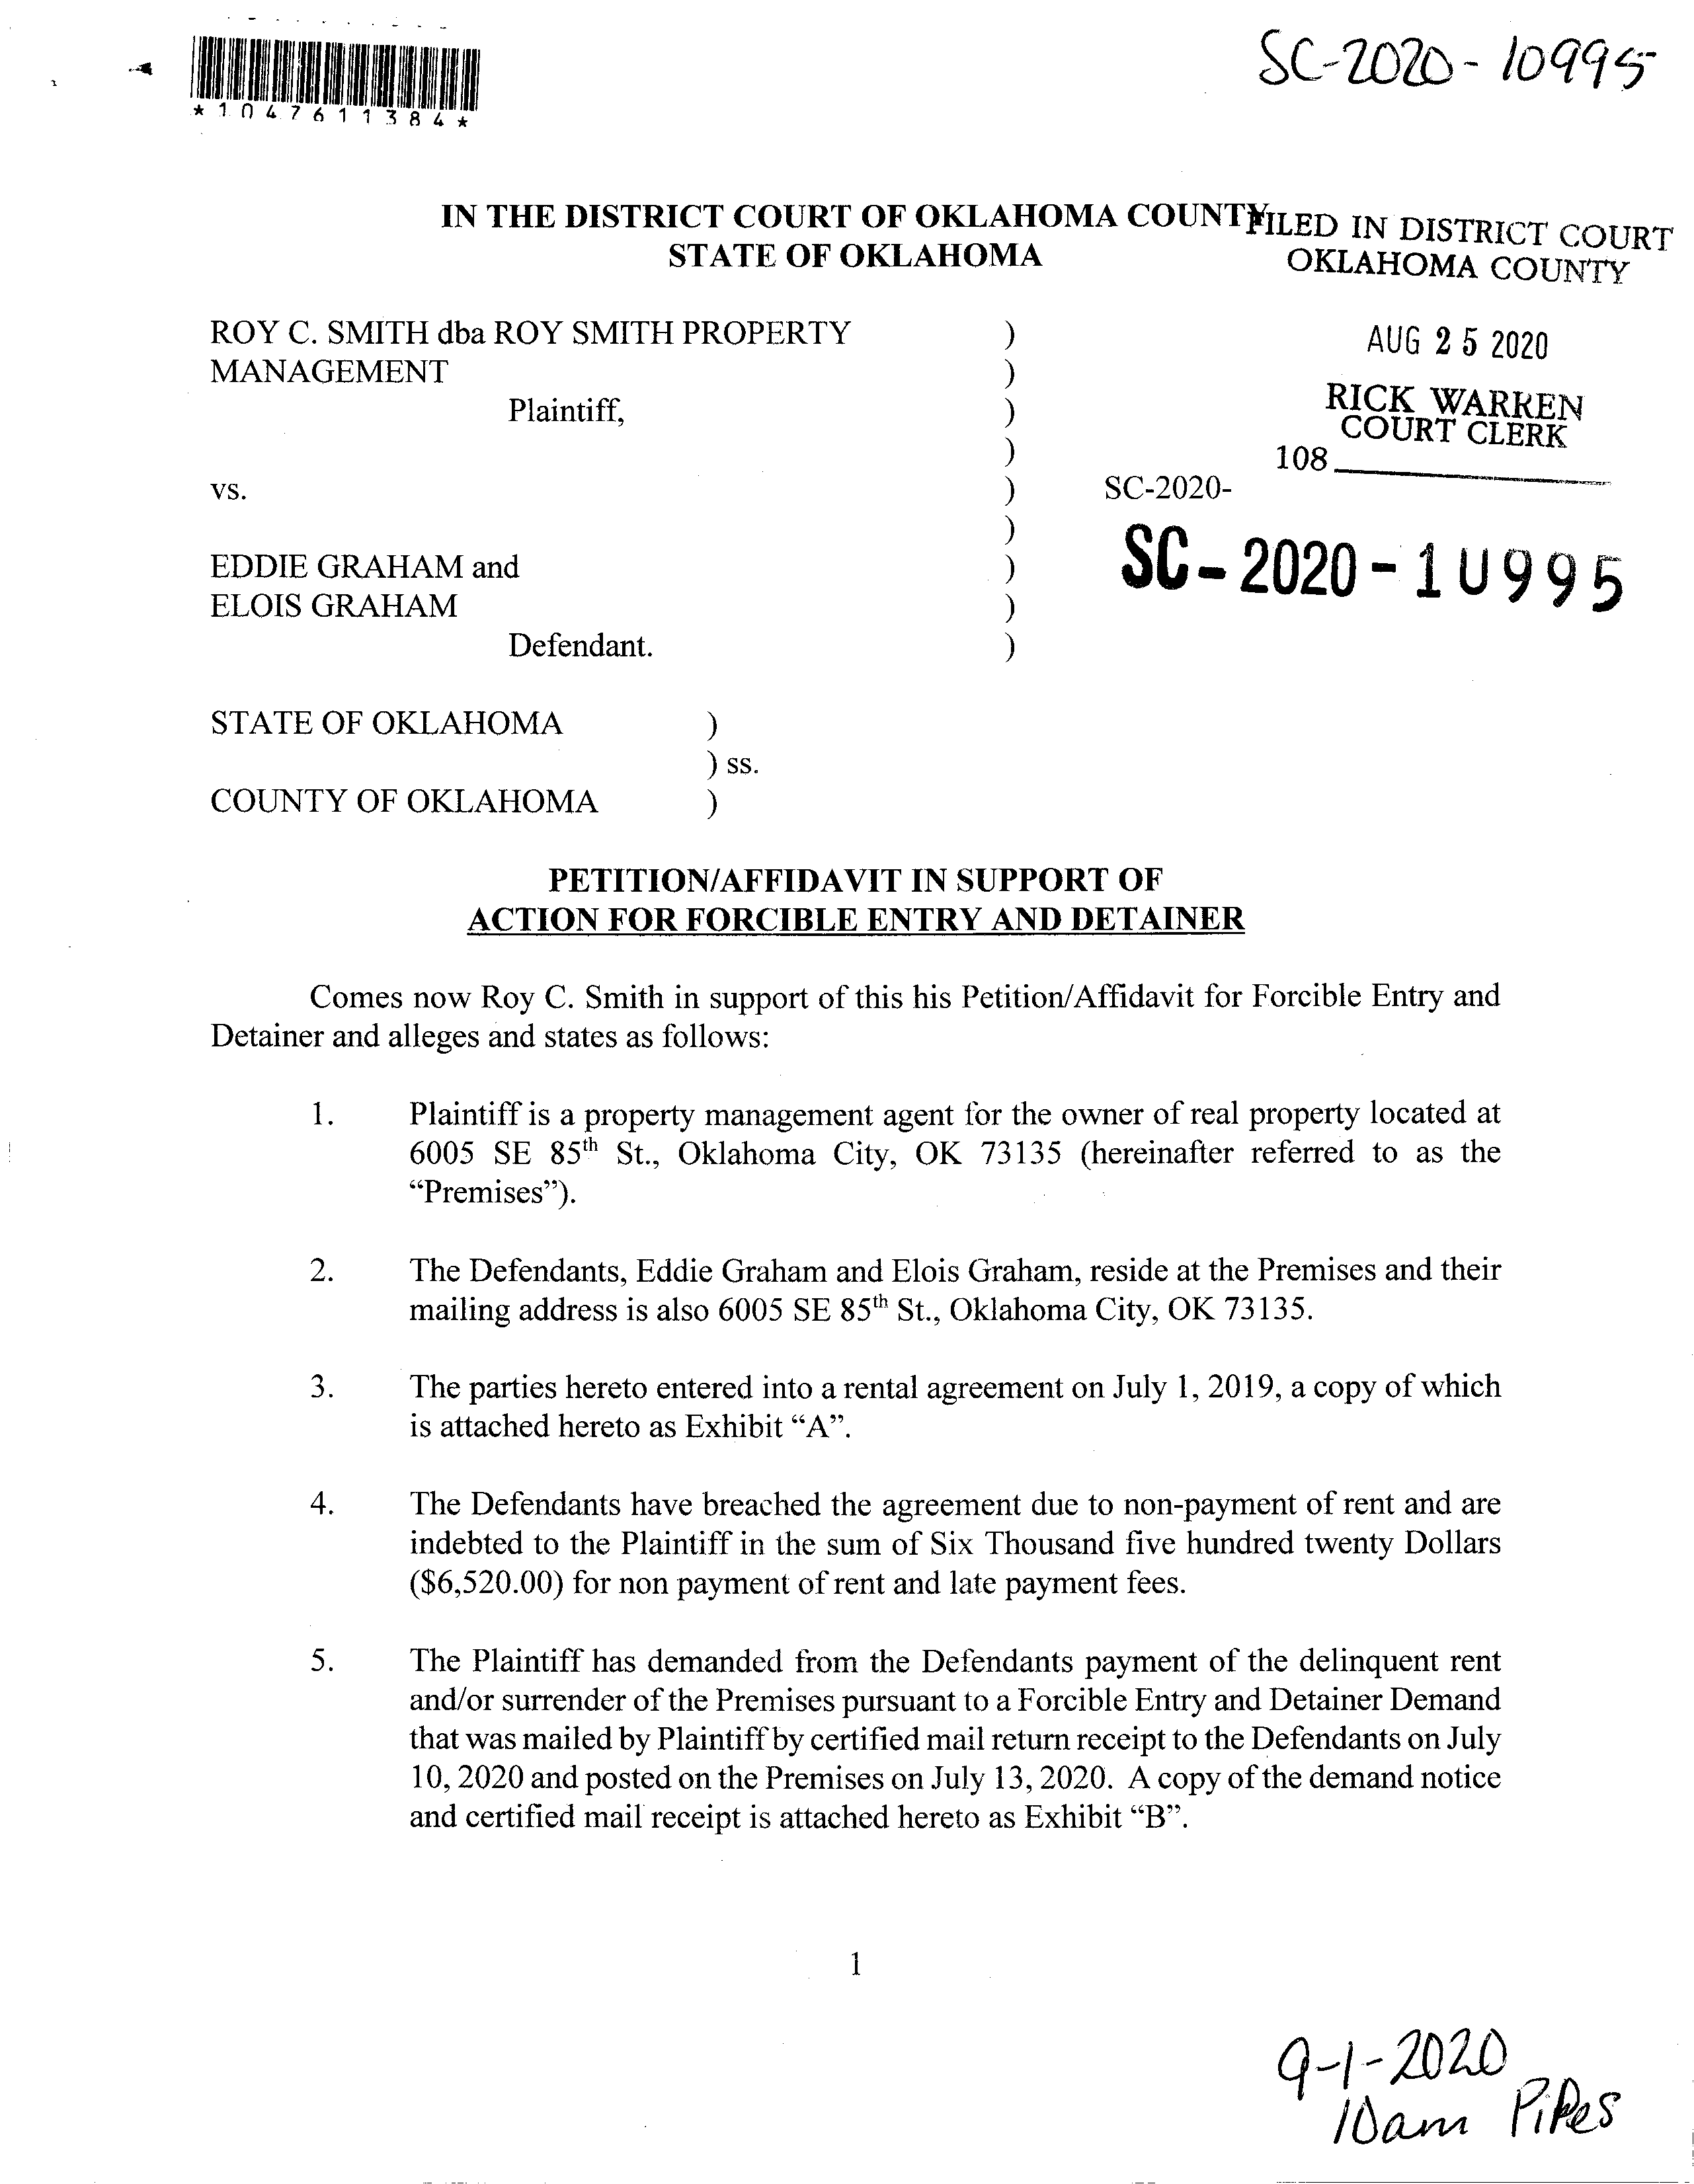 SC-2020-10995
*1047611384*
IN THE DISTRICT COURT OF OKLAHOMA COUNTY
FILED IN DISTRICT COURT
STATE OF OKLAHOMA
OKLAHOMA COUNTY
ROY C. SMITH dba ROY SMITH PROPERTY )
AUG 25 2020
MANAGEMENT )
RICK WARREN
Plaintiff, )
COURT CLERK
)
108
vs. ) SC-2020-
)
SC-2020-10995
EDDIE GRAHAM and )
ELOIS GRAHAM )
Defendant. )
STATE OF OKLAHOMA )
) ss.
COUNTY OF OKLAHOMA )
PETITION/AFFIDAVIT IN SUPPORT OF
ACTION FOR FORCIBLE ENTRY AND DETAINER
Comes now Roy C. Smith in support of this his Petition/Affidavit for Forcible Entry and
Detainer and alleges and states as follows:
1. Plaintiff is a property management agent for the owner of real property located at
6005 SE 85th St., Oklahoma City, OK 73135 (hereinafter referred to as the
“Premises”).
2. The Defendants, Eddie Graham and Elois Graham, reside at the Premises and their
mailing address is also 6005 SE 85th St., Oklahoma City, OK 73135.
3. The parties hereto entered into a rental agreement on July 1, 2019, a copy of which
is attached hereto as Exhibit “A”.
4. The Defendants have breached the agreement due to non-payment of rent and are
indebted to the Plaintiff in the sum of Six Thousand five hundred twenty Dollars
($6,520.00) for non payment of rent and late payment fees.
5. The Plaintiff has demanded from the Defendants payment of the delinquent rent
and/or surrender of the Premises pursuant to a Forcible Entry and Detainer Demand
that was mailed by Plaintiff by certified mail return receipt to the Defendants on July
10, 2020 and posted on the Premises on July 13, 2020. A copy of the demand notice
and certified mail receipt is attached hereto as Exhibit “B”.
1
9-1-2020
10am PiPes